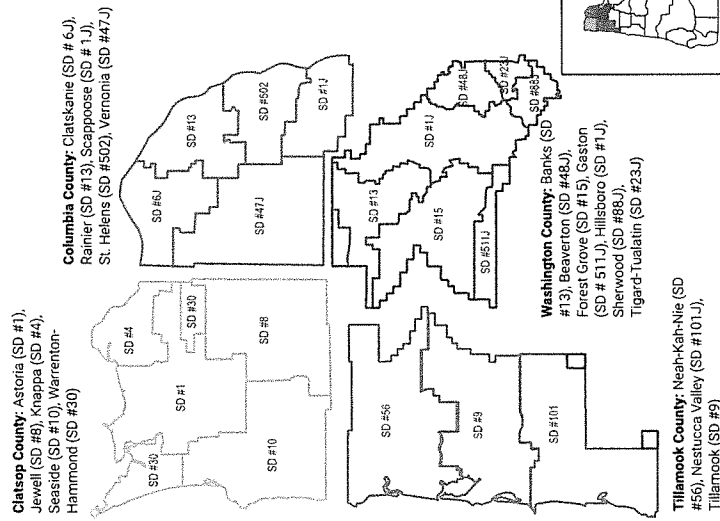 Clatsop County: Astoria (SD #1),
Jewell (SD #8), Knappa (SD #4),
Seaside (SD #10), Warrenton-
Hammond (SD #30)
SD #4
SD #30
SD #1
SD #30
SD #8
SD #10
Columbia County: Clatskanie (SD # 6J),
Rainier (SD #13), Scappoose (SD # 1J),
St. Helens (SD #502), Vernonia (SD #47J)
SD #6J
SD #13
SD #502
SD #47J
SD #1J
SD #56
SD #9
SD #101
Tillamook County: Neah-Kah-Nie (SD
#56), Nestucca Valley (SD #101J),
Tillamook (SD #9)
SD #13
SD #1J
SD #48J
SD #15
SD #23J
SD #88J
SD #511J
Washington County: Banks (SD
#13), Beaverton (SD #48J),
Forest Grove (SD #15), Gaston
(SD # 511J), Hillsboro (SD #1J),
Sherwood (SD #88J),
Tigard-Tualatin (SD #23J)